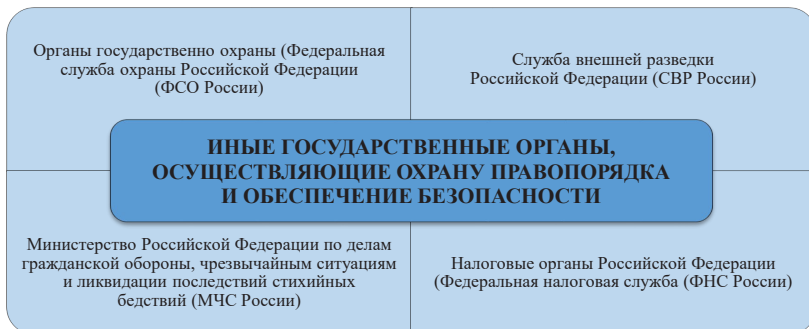 Органы государственно охраны (Федеральная
служба охраны Российской Федерации
(ФСО России)
Служба внешней разведки
Российской Федерации (СВР России)
ИНЫЕ ГОСУДАРСТВЕННЫЕ ОРГАНЫ,
ОСУЩЕСТВЛЯЮЩИЕ ОХРАНУ ПРАВОПОРЯДКА
И ОБЕСПЕЧЕНИЕ БЕЗОПАСНОСТИ
Министерство Российской Федерации по делам
гражданской обороны, чрезвычайным ситуациям
и ликвидации последствий стихийных
бедствий (МЧС России)
Налоговые органы Российской Федерации
(Федеральная налоговая служба (ФНС России)